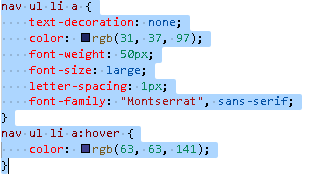 nav ul li a {
    text-decoration: none;
    color: rgb(31, 37, 97);
    font-weight: 50px;
    font-size: large;
    letter-spacing: 1px;
    font-family: "Montserrat", sans-serif;
}
nav ul li a:hover {
    color: rgb(63, 63, 141);
}